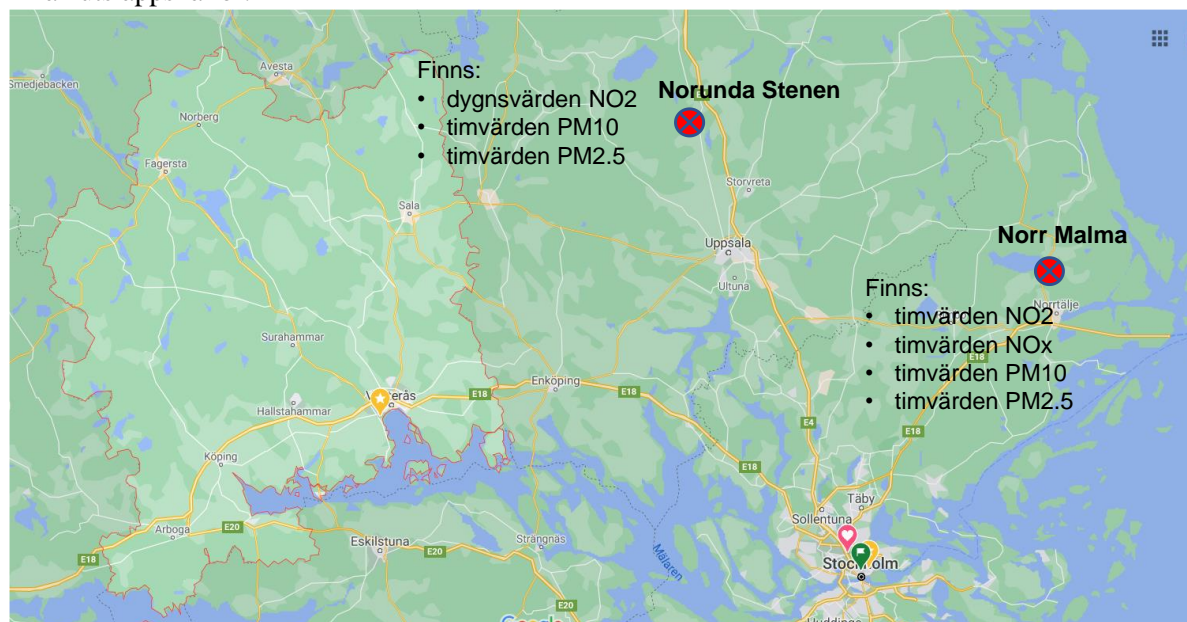 Finns:
• dygnsvärden NO2
• timvärden PM10
• timvärden PM2.5
Norunda Stenen
Norr Malma
Finns:
• timvärden NO2
• timvärden NOx
• timvärden PM10
• timvärden PM2.5
Smedjebacken
Avesta
Norberg
Fagersta
Sala
Storvreta
Uppsala
Ultuna
Norrtälje
E18
Surahammar
Hallstahammar
E18
Enköping
E4
E18
Köping
E18
Täby
Sollentuna
Arboga
E20
Eskilstuna
E20
Strängnäs
Mälaren
Stockholm
E18
E20
Google
Huddinge